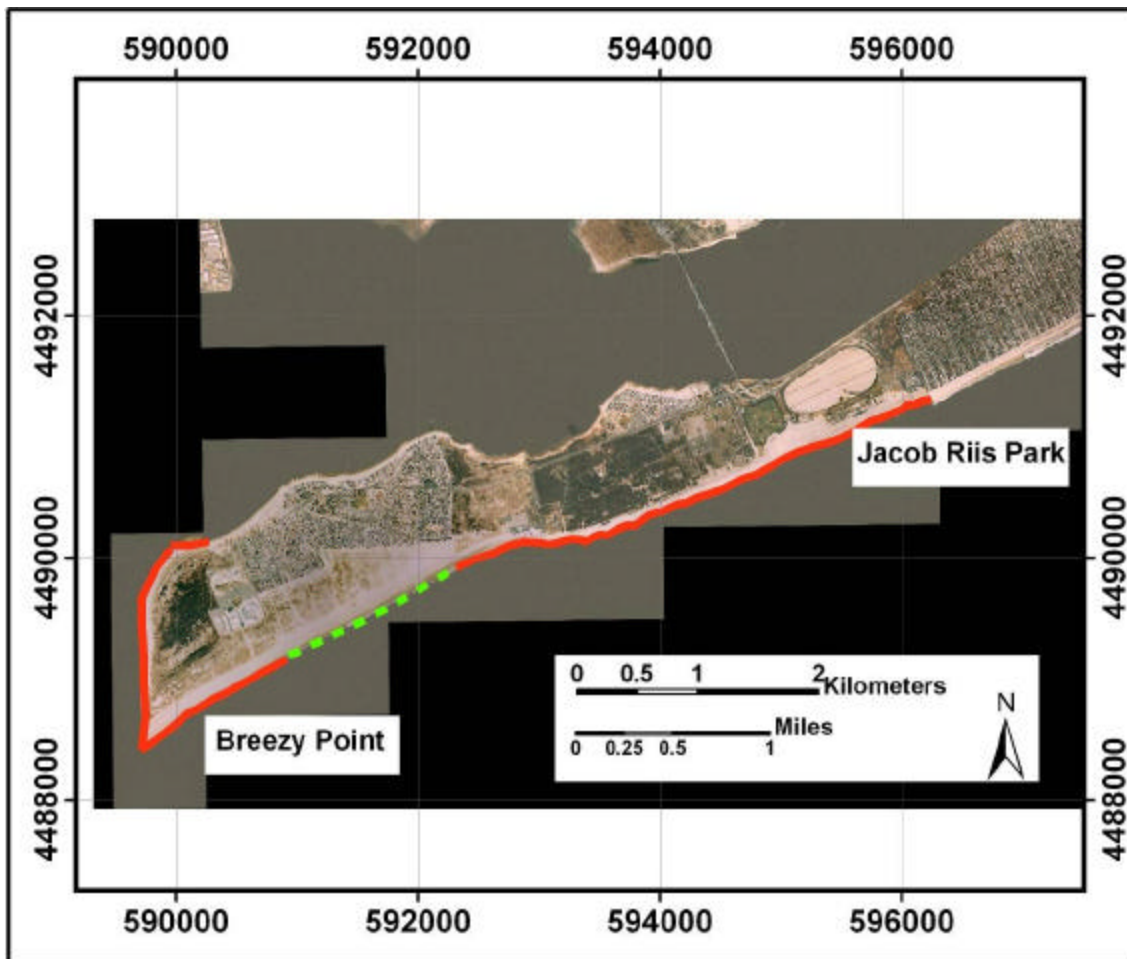 590000 592000 594000 596000
4492000 4492000
Jacob Riis Park
4490000 4490000
0 0.5 1 2 Kilometers
N
Breezy Point
Miles
0 0.25 0.5 1
4488000 4488000
590000 592000 594000 596000